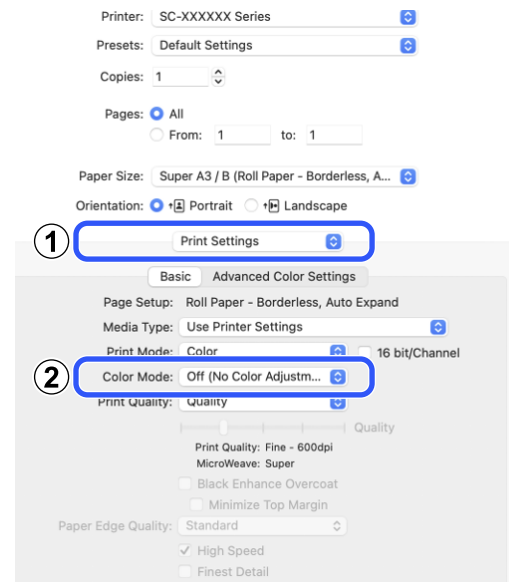 Printer: SC-XXXXXX Series
Presets: Default Settings
Copies: 1
Pages: All
From: 1 to: 1
Paper Size: Super A3 / B (Roll Paper - Borderless, A...
Orientation: Portrait Landscape
1 Print Settings
Basic Advanced Color Settings
Page Setup: Roll Paper - Borderless, Auto Expand
Media Type: Use Printer Settings
Print Mode: Color 16 bit/Channel
2 Color Mode: Off (No Color Adjustm...
Print Quality: Quality
Quality
Print Quality: Fine - 600dpi
MicroWeave: Super
Black Enhance Overcoat
Minimize Top Margin
Paper Edge Quality: Standard
High Speed
Finest Detail